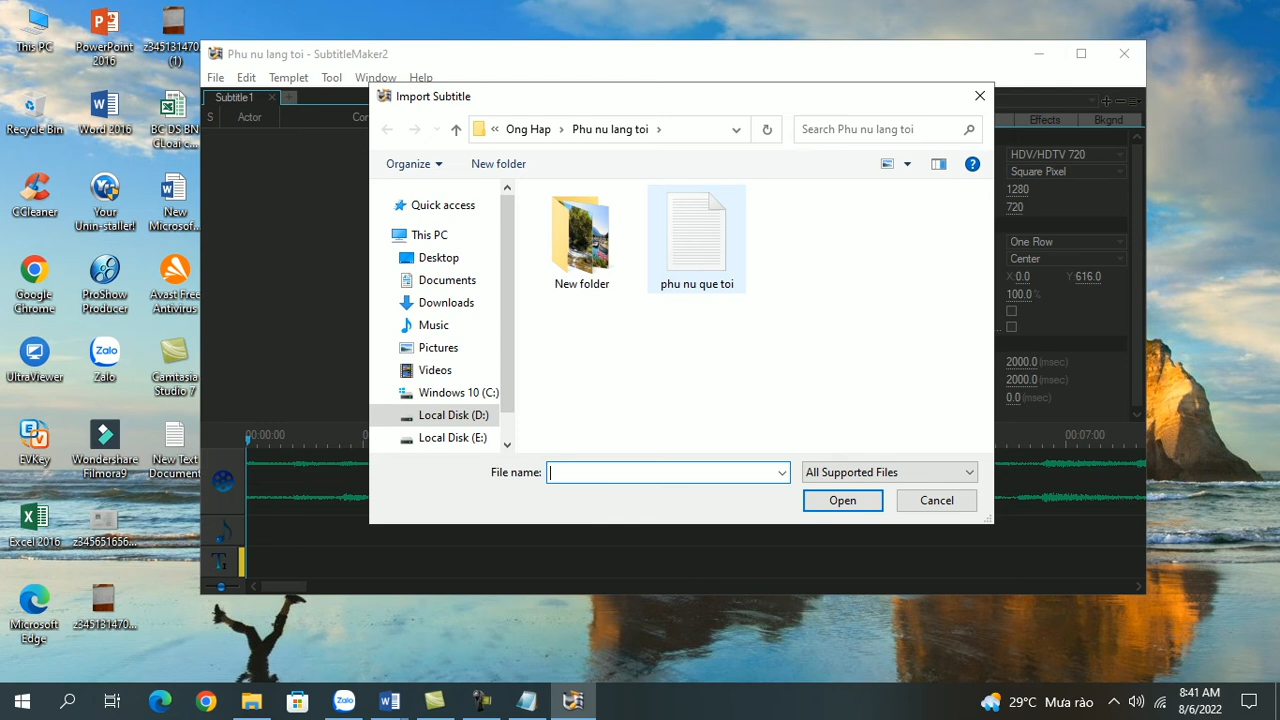 This PC
PowerPoint
2016
z345131470
(1)
Recycle Bin
Word 2016
BC DS BN
GLoai c...
CCleaner
Your
Unin-staller!
New
Microsof...
Google
Chrome
ProShow
Producer
Avast Free
Antivirus
UltraViewer
Zalo
Camtasia
Studio 7
EVKey
Wondershare
Filmora9
New Text
Document
Excel 2016
z345651656...
Microsoft
Edge
z345131470...
Phu nu lang toi - SubtitleMaker2
File Edit Templet Tool Window Help
Subtitle1
S Actor Cor
Import Subtitle
« Ong Hap > Phu nu lang toi >
Search Phu nu lang toi
Organize New folder
Quick access
This PC
Desktop
Documents
Downloads
Music
Pictures
Videos
Windows 10 (C:)
Local Disk (D:)
Local Disk (E:)
New folder
phu nu que toi
File name:
All Supported Files
Open Cancel
Effects Bkgnd
HDV/HDTV 720
Square Pixel
1280
720
One Row
Center
X:0.0 Y:616.0
100.0 %
2000.0 (msec)
2000.0 (msec)
0.0 (msec)
00:00:00
00:07:00
Zalo
29°C Mưa rào
8:41 AM
8/6/2022